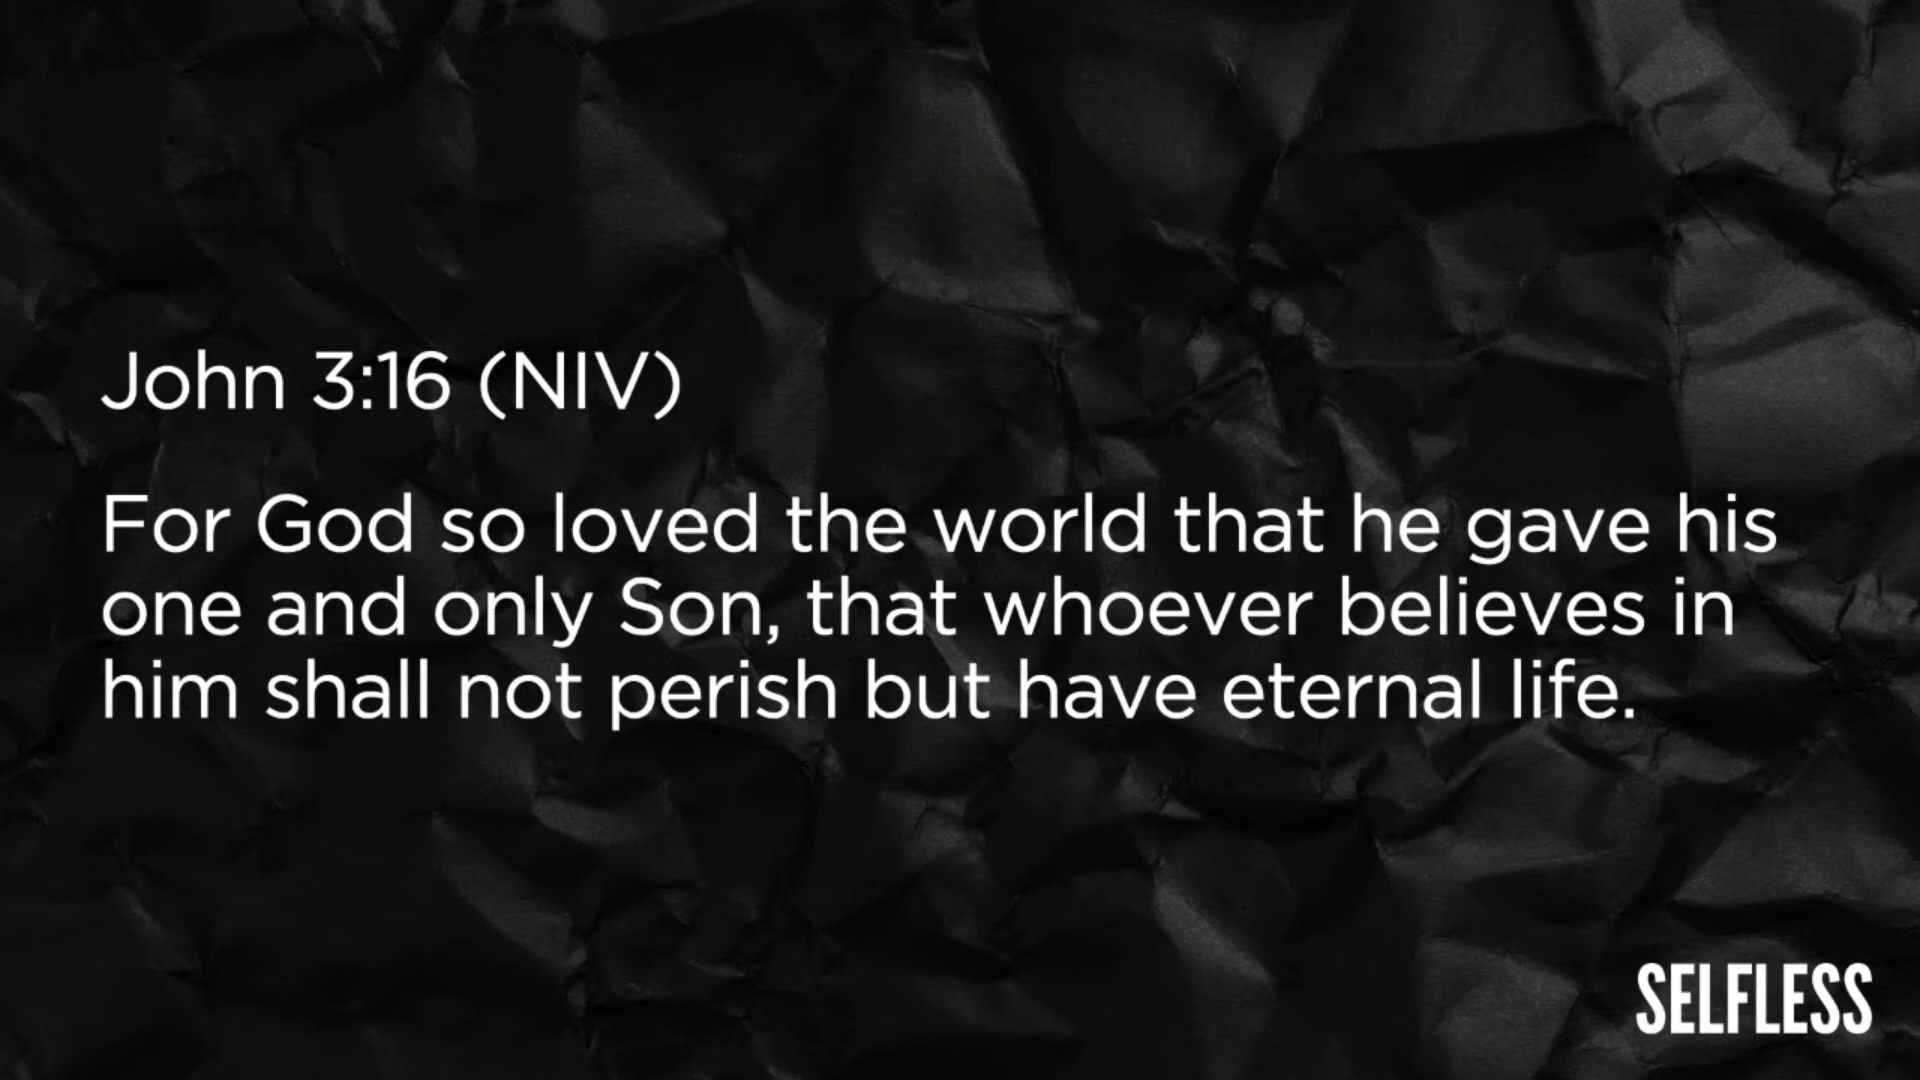 John 3:16 (NIV)
For God so loved the world that he gave his
one and only Son, that whoever believes in
him shall not perish but have eternal life.
SELFLESS